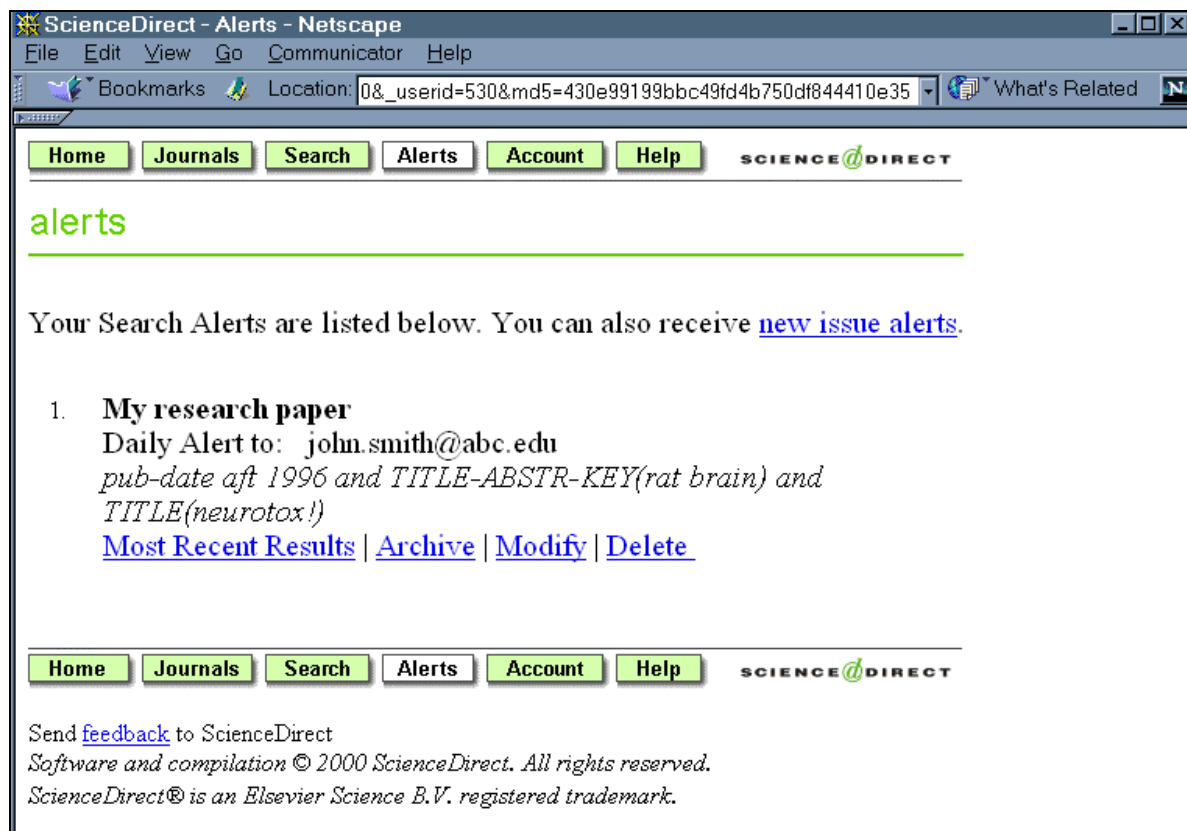 ScienceDirect - Alerts - Netscape
File Edit View Go Communicator Help
Bookmarks Location: 0&_userid=530&md5=430e99199bbc49fd4b750df844410e35 What's Related N
Home Journals Search Alerts Account Help SCIENCE @ DIRECT
alerts
Your Search Alerts are listed below. You can also receive new issue alerts.
1. My research paper
Daily Alert to: john.smith@abc.edu
pub-date aft 1996 and TITLE-ABSTR-KEY(rat brain) and
TITLE(neurotox!)
Most Recent Results | Archive | Modify | Delete
Home Journals Search Alerts Account Help SCIENCE @ DIRECT
Send feedback to ScienceDirect
Software and compilation © 2000 ScienceDirect. All rights reserved.
ScienceDirect® is an Elsevier Science B.V. registered trademark.